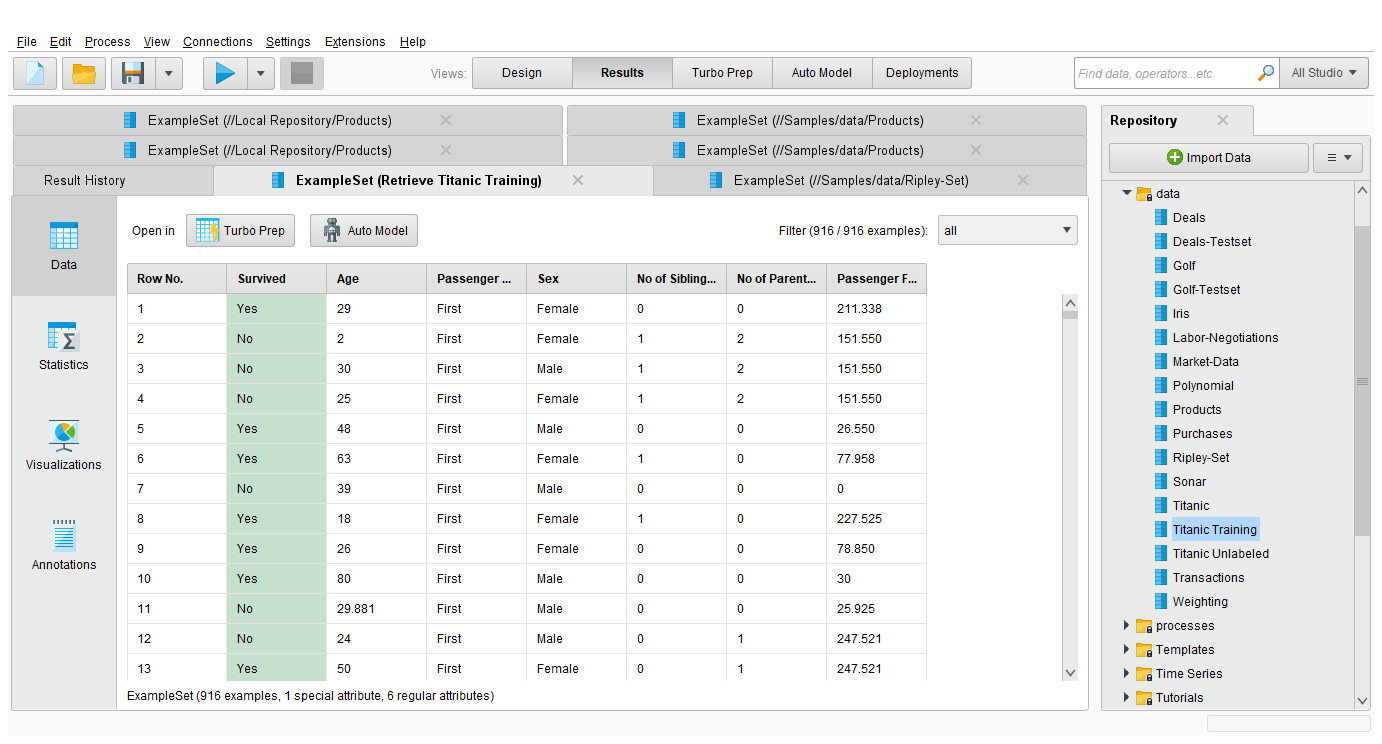 File Edit Process View Connections Settings Extensions Help
Views: Design Results Turbo Prep Auto Model Deployments Find data, operators...etc All Studio
ExampleSet (//Local Repository/Products) ExampleSet (//Samples/data/Products)
ExampleSet (//Local Repository/Products) ExampleSet (//Samples/data/Products)
Result History ExampleSet (Retrieve Titanic Training) ExampleSet (//Samples/data/Ripley-Set)
Data
Statistics
Visualizations
Annotations
Open in Turbo Prep Auto Model Filter (916 / 916 examples): all
Row No. Survived Age Passenger ... Sex No of Sibling... No of Parent... Passenger F...
1 Yes 29 First Female 0 0 211.338
2 No 2 First Female 1 2 151.550
3 No 30 First Male 1 2 151.550
4 No 25 First Female 1 2 151.550
5 Yes 48 First Male 0 0 26.550
6 Yes 63 First Female 1 0 77.958
7 No 39 First Male 0 0 0
8 Yes 18 First Female 1 0 227.525
9 Yes 26 First Female 0 0 78.850
10 Yes 80 First Male 0 0 30
11 No 29.881 First Male 0 0 25.925
12 No 24 First Male 0 1 247.521
13 Yes 50 First Female 0 1 247.521
ExampleSet (916 examples, 1 special attribute, 6 regular attributes)
Repository
Import Data
data
Deals
Deals-Testset
Golf
Golf-Testset
Iris
Labor-Negotiations
Market-Data
Polynomial
Products
Purchases
Ripley-Set
Sonar
Titanic
Titanic Training
Titanic Unlabeled
Transactions
Weighting
processes
Templates
Time Series
Tutorials